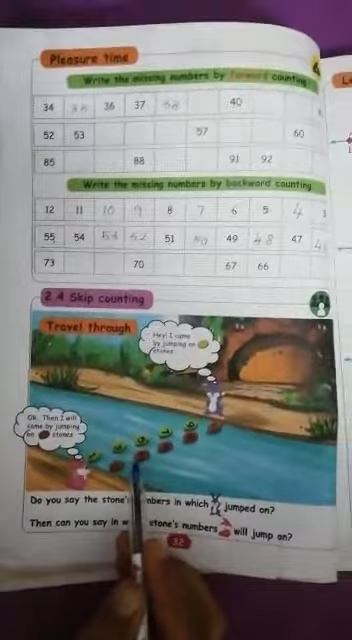 Pleasure time
Write the missing numbers by forward counting
34 35 36 37 38 40
52 53 57 60
85 88 91 92
Write the missing numbers by backward counting
12 11 10 9 8 7 6 5 4
55 54 53 52 51 50 49 48 47
73 70 67 66
2.4 Skip counting
Travel through
Hey! I came
by jumping on
stones
Ok. Then I will
come by jumping
on stones
Do you say the stone's numbers in which jumped on?
Then can you say in stone's numbers will jump on?
32